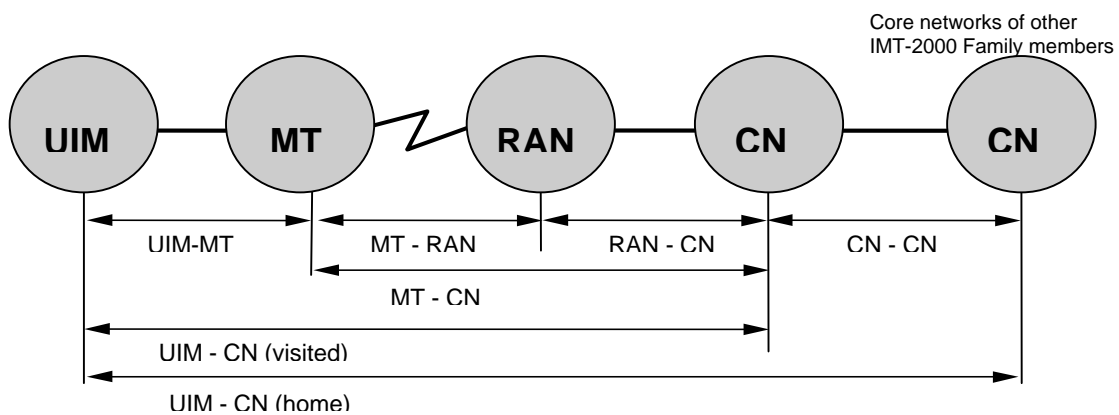 Core networks of other
IMT-2000 Family members
UIM
MT
RAN
CN
CN
UIM-MT
MT - RAN
RAN - CN
CN - CN
MT - CN
UIM - CN (visited)
UIM - CN (home)